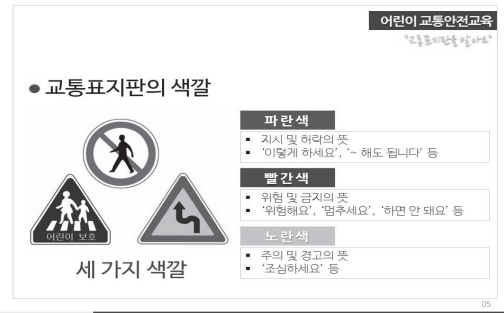 어린이 교통안전교육
"교통표지판을 알아요"
● 교통표지판의 색깔
어린이 보호
세 가지 색깔
파란색
▪ 지시 및 허락의 뜻
▪ '이렇게 하세요', '~ 해도 됩니다' 등
빨간색
▪ 위험 및 금지의 뜻
▪ '위험해요', '멈추세요', '하면 안 돼요' 등
노란색
▪ 주의 및 경고의 뜻
▪ '조심하세요' 등
05